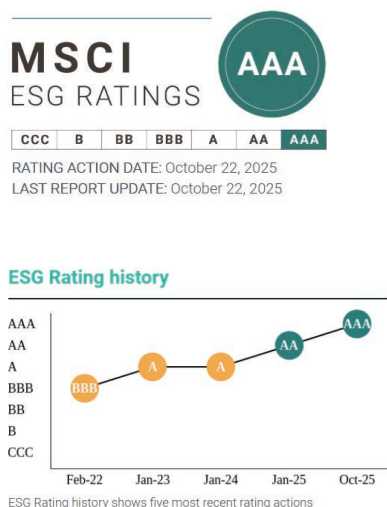 MSCI
ESG RATINGS
AAA
CCC B BB BBB A AA AAA
RATING ACTION DATE: October 22, 2025
LAST REPORT UPDATE: October 22, 2025
ESG Rating history
AAA
AA
A
BBB
BB
B
CCC
BBB A A AA AAA
Feb-22 Jan-23 Jan-24 Jan-25 Oct-25
ESG Rating history shows five most recent rating actions